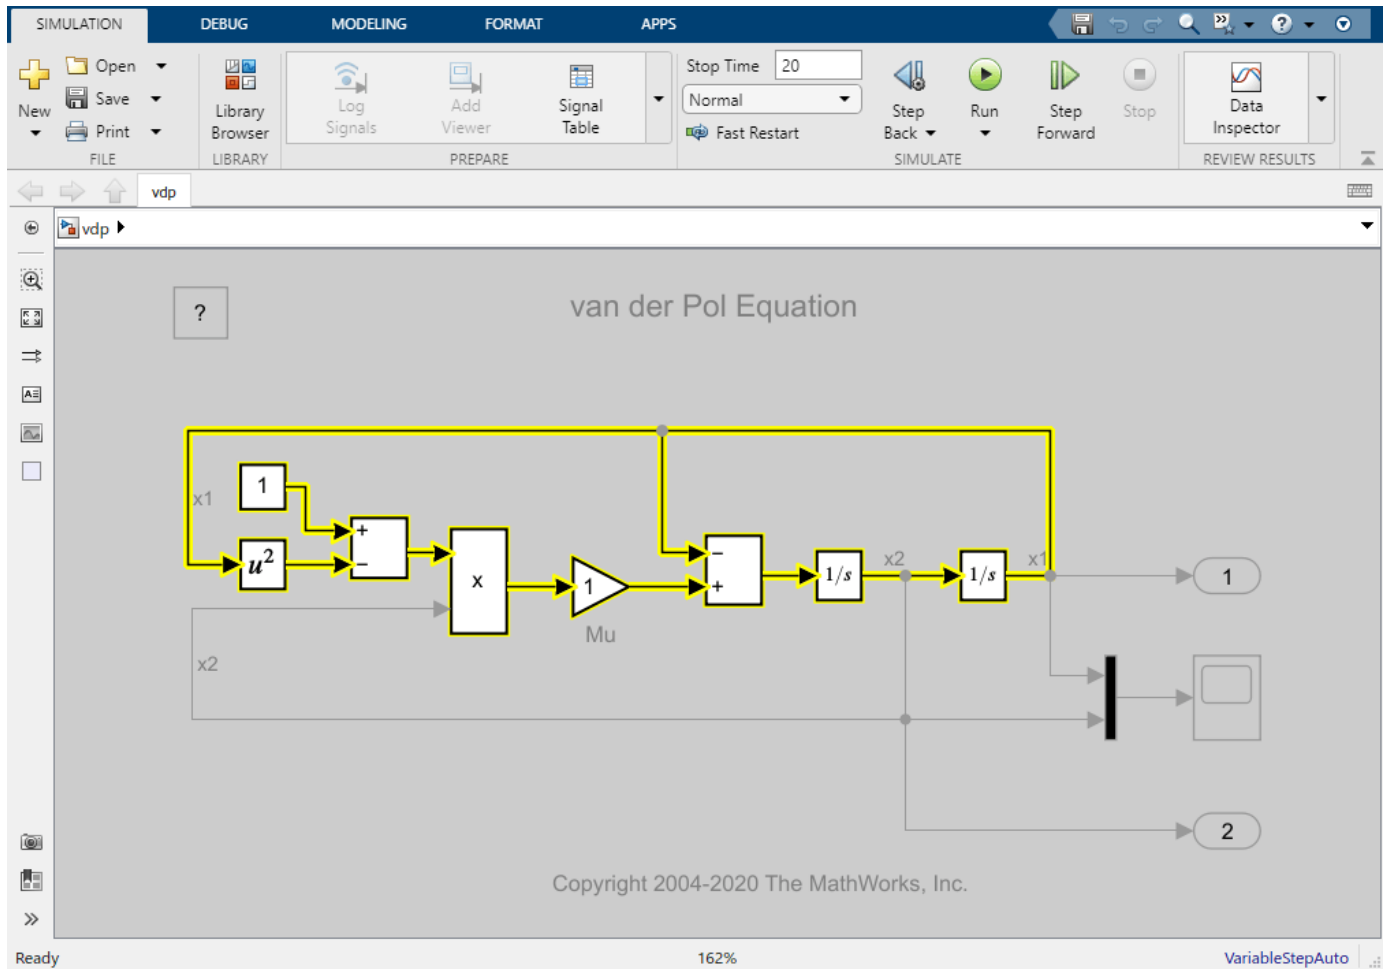 SIMULATION DEBUG MODELING FORMAT APPS
New
Open
Save
Print
FILE
Library
Browser
LIBRARY
Log
Signals
Add
Viewer
Signal
Table
PREPARE
Stop Time 20
Normal
Fast Restart
Step
Back
Run
Step
Forward
Stop
SIMULATE
Data
Inspector
REVIEW RESULTS
vdp
vdp
?
van der Pol Equation
x1
1
+
−
u²
x
1
Mu
−
+
1/s
x2
1/s
x1
1
x2
2
Copyright 2004-2020 The MathWorks, Inc.
Ready 162% VariableStepAuto